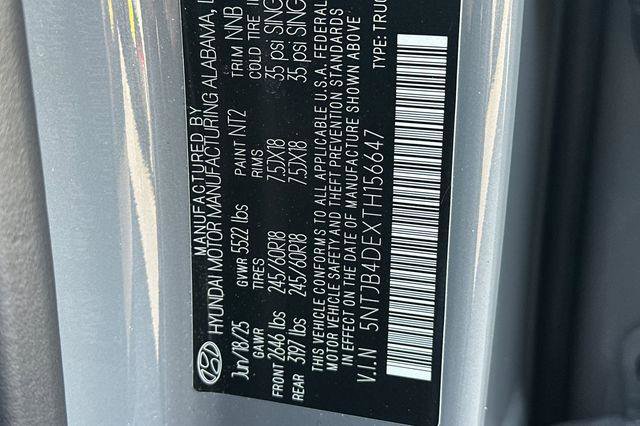 MANUFACTURED BY
HYUNDAI MOTOR MANUFACTURING ALABAMA, L
Jun/18/25 GVWR 5522 lbs PAINT NT2 TRIM NNB
GAWR TIRES RIMS COLD TIRE
FRONT 2646 lbs 245/60R18 7.5JX18 35 psi SING
REAR 3197 lbs 245/60R18 7.5JX18 35 psi SING
THIS VEHICLE CONFORMS TO ALL APPLICABLE U.S.A. FEDERAL
MOTOR VEHICLE SAFETY AND THEFT PREVENTION STANDARDS
IN EFFECT ON THE DATE OF MANUFACTURE SHOWN ABOVE
V.I.N 5NTJB4DEXTH156647 TYPE: TRUC